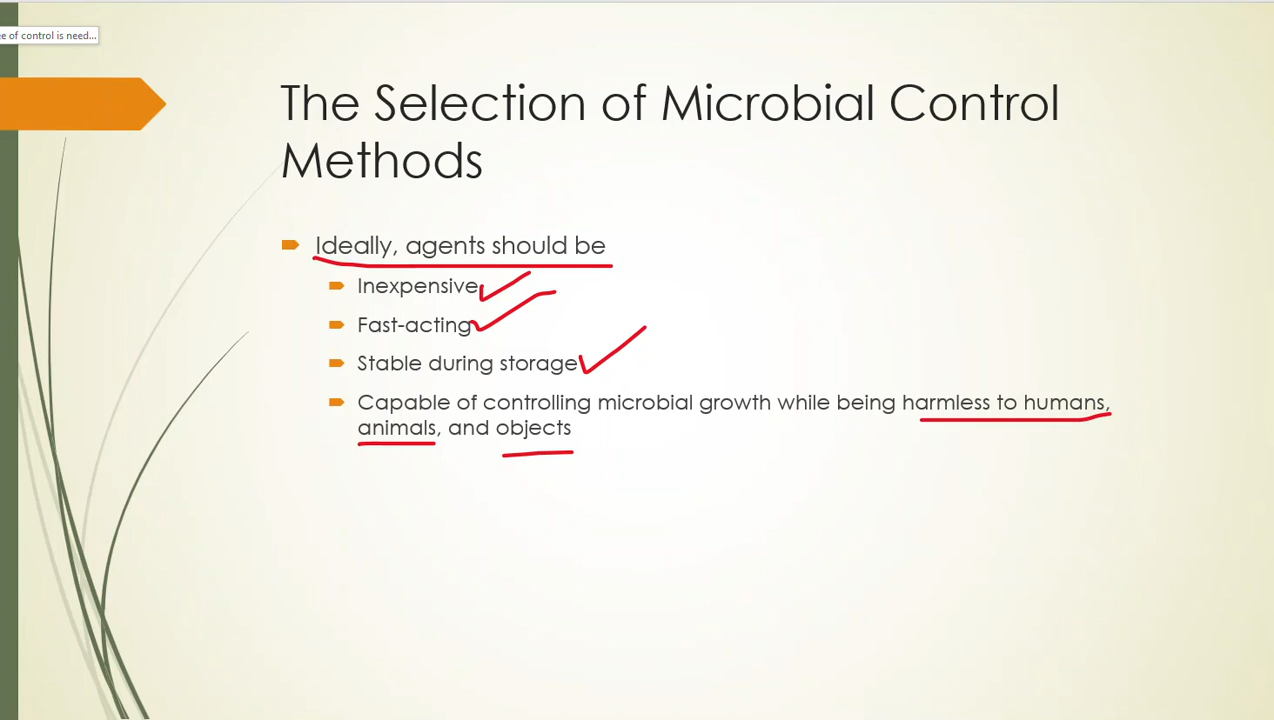 e of control is need...
The Selection of Microbial Control
Methods
Ideally, agents should be
Inexpensive
Fast-acting
Stable during storage
Capable of controlling microbial growth while being harmless to humans,
animals, and objects